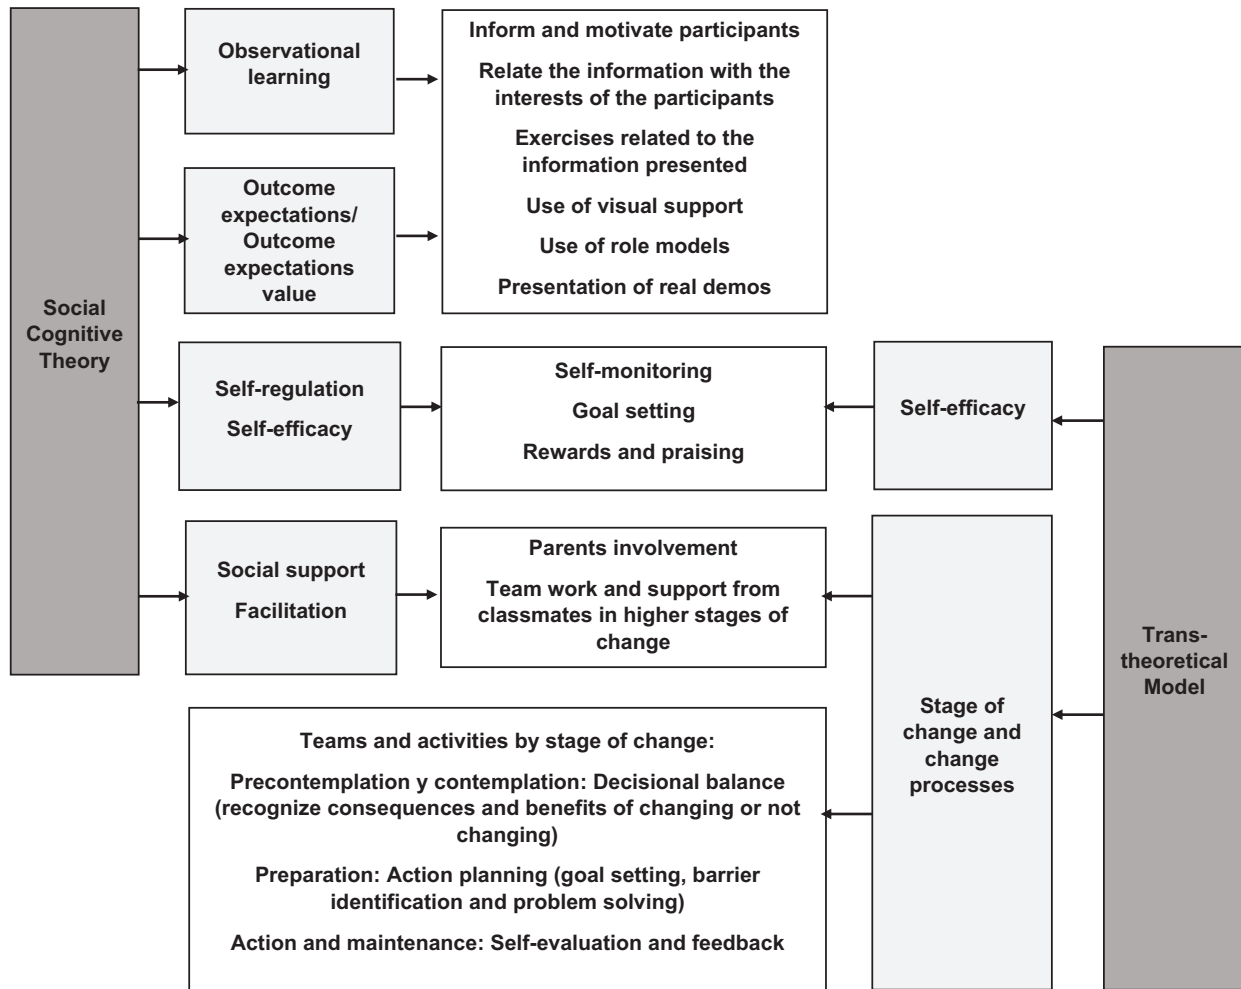 Social
Cognitive
Theory
Observational
learning
Outcome
expectations/
Outcome
expectations
value
Self-regulation
Self-efficacy
Social support
Facilitation
Inform and motivate participants
Relate the information with the
interests of the participants
Exercises related to the
information presented
Use of visual support
Use of role models
Presentation of real demos
Self-monitoring
Goal setting
Rewards and praising
Parents involvement
Team work and support from
classmates in higher stages of
change
Teams and activities by stage of change:
Precontemplation y contemplation: Decisional balance
(recognize consequences and benefits of changing or not
changing)
Preparation: Action planning (goal setting, barrier
identification and problem solving)
Action and maintenance: Self-evaluation and feedback
Self-efficacy
Stage of
change and
change
processes
Trans-
theoretical
Model